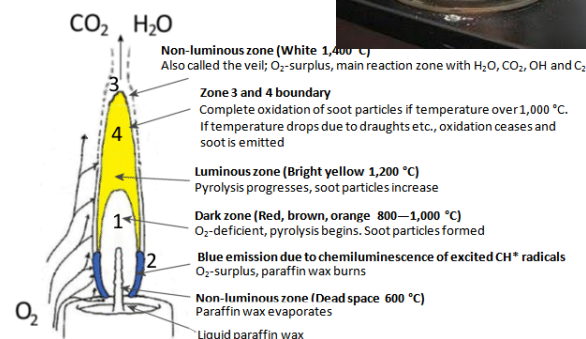 CO₂ H₂O
Non-luminous zone (White 1,400 °C)
Also called the veil; O₂-surplus, main reaction zone with H₂O, CO₂, OH and C₂
3
Zone 3 and 4 boundary
Complete oxidation of soot particles if temperature over 1,000 °C.
4
If temperature drops due to draughts etc., oxidation ceases and
soot is emitted
Luminous zone (Bright yellow 1,200 °C)
Pyrolysis progresses, soot particles increase
1
Dark zone (Red, brown, orange 800—1,000 °C)
O₂-deficient, pyrolysis begins. Soot particles formed
2
Blue emission due to chemiluminescence of excited CH* radicals
O₂-surplus, paraffin wax burns
Non-luminous zone (Dead space 600 °C)
Paraffin wax evaporates
O₂
Liquid paraffin wax